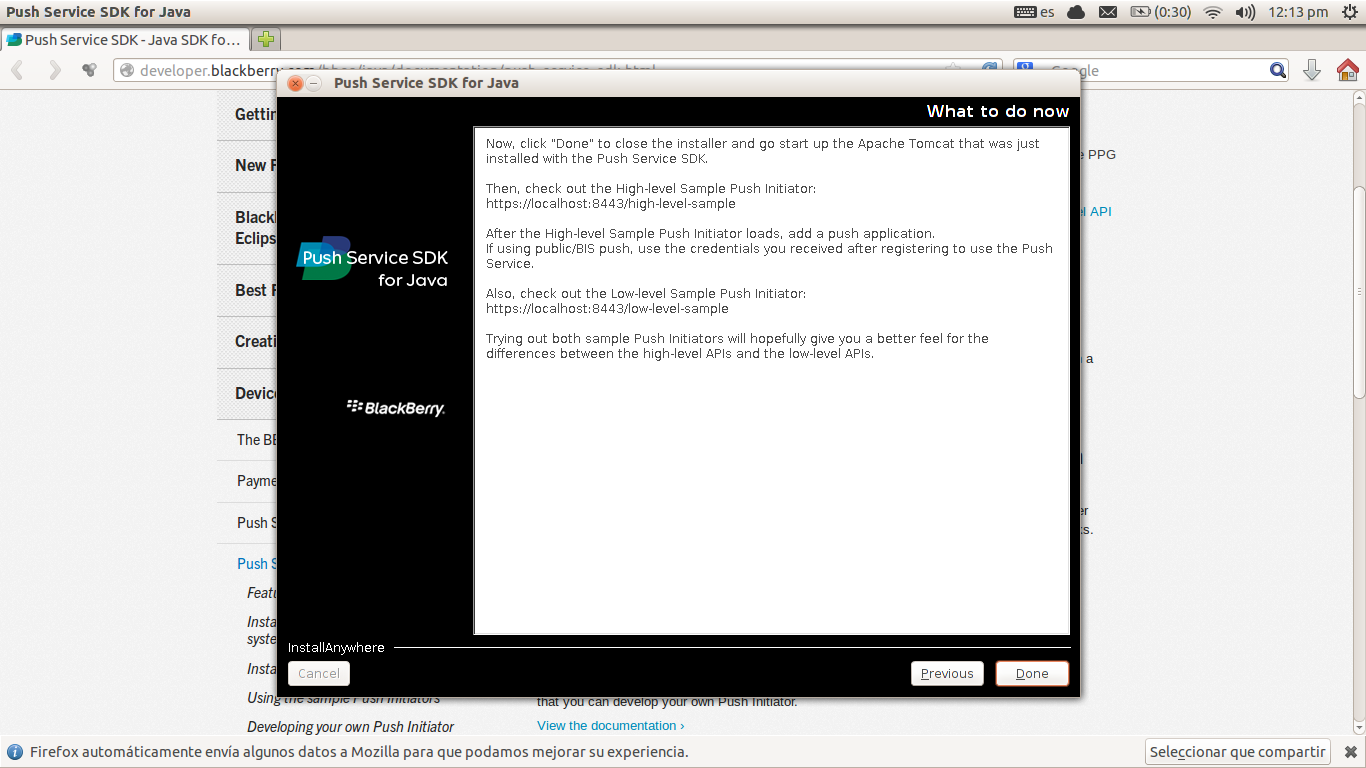 Push Service SDK for Java
es
(0:30)
12:13 pm
Push Service SDK - Java SDK fo...
developer.blackberry.com/bbos/java/documentation/push_service_sdk.html
Google
Push Service SDK for Java
What to do now
Now, click "Done" to close the installer and go start up the Apache Tomcat that was just
installed with the Push Service SDK.
Then, check out the High-level Sample Push Initiator:
https://localhost:8443/high-level-sample
After the High-level Sample Push Initiator loads, add a push application.
If using public/BIS push, use the credentials you received after registering to use the Push
Service.
Also, check out the Low-level Sample Push Initiator:
https://localhost:8443/low-level-sample
Trying out both sample Push Initiators will hopefully give you a better feel for the
differences between the high-level APIs and the low-level APIs.
Push Service SDK
for Java
BlackBerry.
InstallAnywhere
Cancel
Previous
Done
Gettin
New F
Blackl
Eclips
Best F
Creati
Device
The BE
Payme
Push S
Push S
Featu
Insta
syste
Insta
Using the sample Push Initiators
Developing your own Push Initiator
e PPG
el API
n a
er
ts.
that you can develop your own Push Initiator.
View the documentation ›
Firefox automáticamente envía algunos datos a Mozilla para que podamos mejorar su experiencia.
Seleccionar que compartir